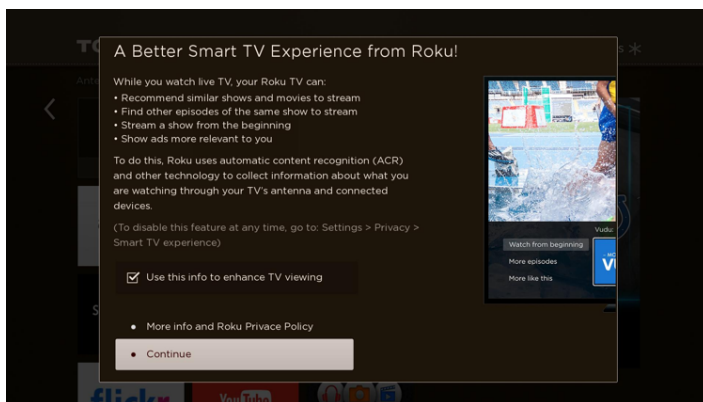 A Better Smart TV Experience from Roku!
While you watch live TV, your Roku TV can:
• Recommend similar shows and movies to stream
• Find other episodes of the same show to stream
• Stream a show from the beginning
• Show ads more relevant to you
To do this, Roku uses automatic content recognition (ACR)
and other technology to collect information about what you
are watching through your TV's antenna and connected
devices.
(To disable this feature at any time, go to: Settings > Privacy >
Smart TV experience)
Use this info to enhance TV viewing
• More info and Roku Privace Policy
• Continue
Vudu:
Watch from beginning
More episodes
More like this
flickr
YouTube